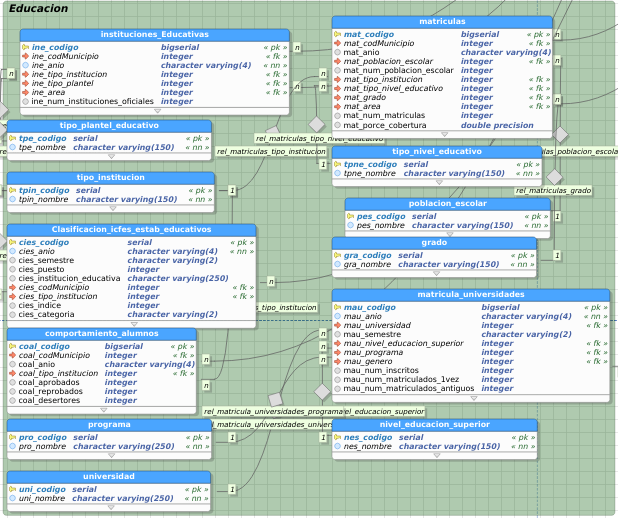 Educacion
instituciones_Educativas
ine_codigo bigserial « pk »
ine_codMunicipio integer « fk »
ine_anio character varying(4) « nn »
ine_tipo_institucion integer « fk »
ine_tipo_plantel integer « fk »
ine_area integer « fk »
ine_num_instituciones_oficiales integer
matriculas
mat_codigo bigserial « pk »
mat_codMunicipio integer « fk »
mat_anio character varying(4)
mat_poblacion_escolar integer « fk »
mat_num_poblacion_escolar integer
mat_tipo_institucion integer « fk »
mat_tipo_nivel_educativo integer « fk »
mat_grado integer « fk »
mat_area integer « fk »
mat_num_matriculas integer
mat_porce_cobertura double precision
n
n
n
n
n
n
n
tipo_plantel_educativo
tpe_codigo serial « pk »
tpe_nombre character varying(150) « nn »
rel_matriculas_tipo_nivel_educativo
rel_matriculas_tipo_institucion
1
tipo_nivel_educativo
tpne_codigo serial « pk »
tpne_nombre character varying(150) « nn »
las_poblacion_escola
rel_matriculas_grado
tipo_institucion
tpin_codigo serial « pk »
tpin_nombre character varying(150) « nn »
1
poblacion_escolar
pes_codigo serial « pk »
pes_nombre character varying(150) « nn »
1
Clasificacion_icfes_estab_educativos
cies_codigo serial « pk »
cies_anio character varying(4) « nn »
cies_semestre character varying(2)
cies_puesto integer
cies_institucion_educativa character varying(250)
cies_codMunicipio integer « fk »
cies_tipo_institucion integer « fk »
cies_indice integer
cies_categoria character varying(2)
n
s_tipo_institucion
grado
gra_codigo serial « pk »
gra_nombre character varying(150) « nn »
1
matricula_universidades
mau_codigo bigserial « pk »
mau_anio character varying(4) « nn »
mau_universidad integer « fk »
mau_semestre character varying(2)
mau_nivel_educacion_superior integer « fk »
mau_programa integer « fk »
mau_genero integer « fk »
mau_num_inscritos integer
mau_num_matriculados_1vez integer
mau_num_matriculados_antiguos integer
n
n
n
comportamiento_alumnos
coal_codigo bigserial « pk »
coal_codMunicipio integer « fk »
coal_anio character varying(4)
coal_tipo_institucion integer « fk »
coal_aprobados integer
coal_reprobados integer
coal_desertores integer
n
n
rel_matricula_universidades_programa
el_educacion_superior
l_matricula_universidades_univers
programa
pro_codigo serial « pk »
pro_nombre character varying(250) « nn »
1
1
nivel_educacion_superior
nes_codigo serial « pk »
nes_nombre character varying(150) « nn »
universidad
uni_codigo serial « pk »
uni_nombre character varying(250) « nn »
1